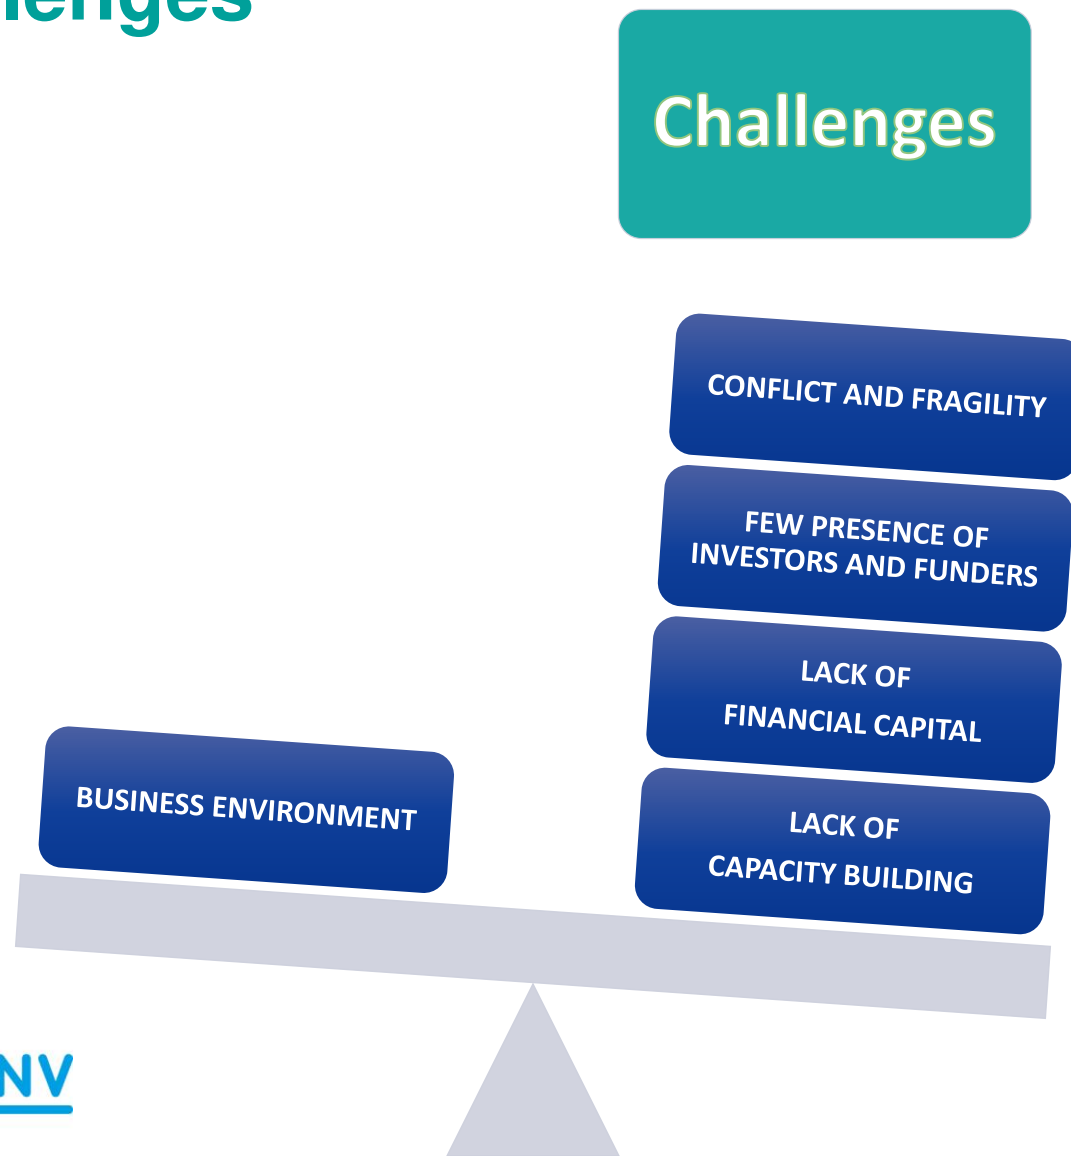 lenges
Challenges
CONFLICT AND FRAGILITY
FEW PRESENCE OF
INVESTORS AND FUNDERS
LACK OF
FINANCIAL CAPITAL
LACK OF
CAPACITY BUILDING
BUSINESS ENVIRONMENT
NV